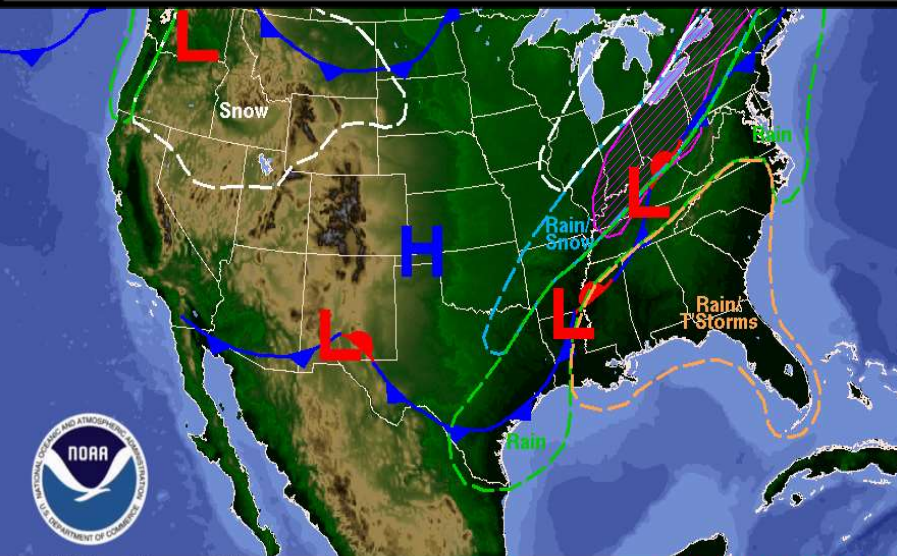 L
Snow
Rain
L
H
Rain/
Snow
L
Rain/
T'Storms
L
Rain
NATIONAL OCEANIC AND ATMOSPHERIC ADMINISTRATION
NOAA
U.S. DEPARTMENT OF COMMERCE